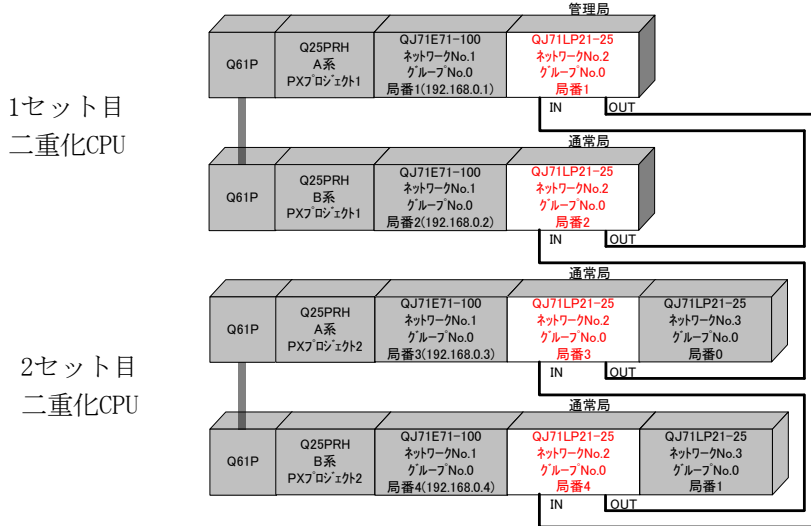 管理局
Q61P
Q25PRH
A系
PXプロジェクト1
QJ71E71-100
ネットワークNo.1
グループNo.0
局番1(192.168.0.1)
QJ71LP21-25
ネットワークNo.2
グループNo.0
局番1
IN
OUT
1セット目
二重化CPU
通常局
Q61P
Q25PRH
B系
PXプロジェクト1
QJ71E71-100
ネットワークNo.1
グループNo.0
局番2(192.168.0.2)
QJ71LP21-25
ネットワークNo.2
グループNo.0
局番2
IN
OUT
通常局
Q61P
Q25PRH
A系
PXプロジェクト2
QJ71E71-100
ネットワークNo.1
グループNo.0
局番3(192.168.0.3)
QJ71LP21-25
ネットワークNo.2
グループNo.0
局番3
QJ71LP21-25
ネットワークNo.3
グループNo.0
局番0
IN
OUT
2セット目
二重化CPU
通常局
Q61P
Q25PRH
B系
PXプロジェクト2
QJ71E71-100
ネットワークNo.1
グループNo.0
局番4(192.168.0.4)
QJ71LP21-25
ネットワークNo.2
グループNo.0
局番4
QJ71LP21-25
ネットワークNo.3
グループNo.0
局番1
IN
OUT